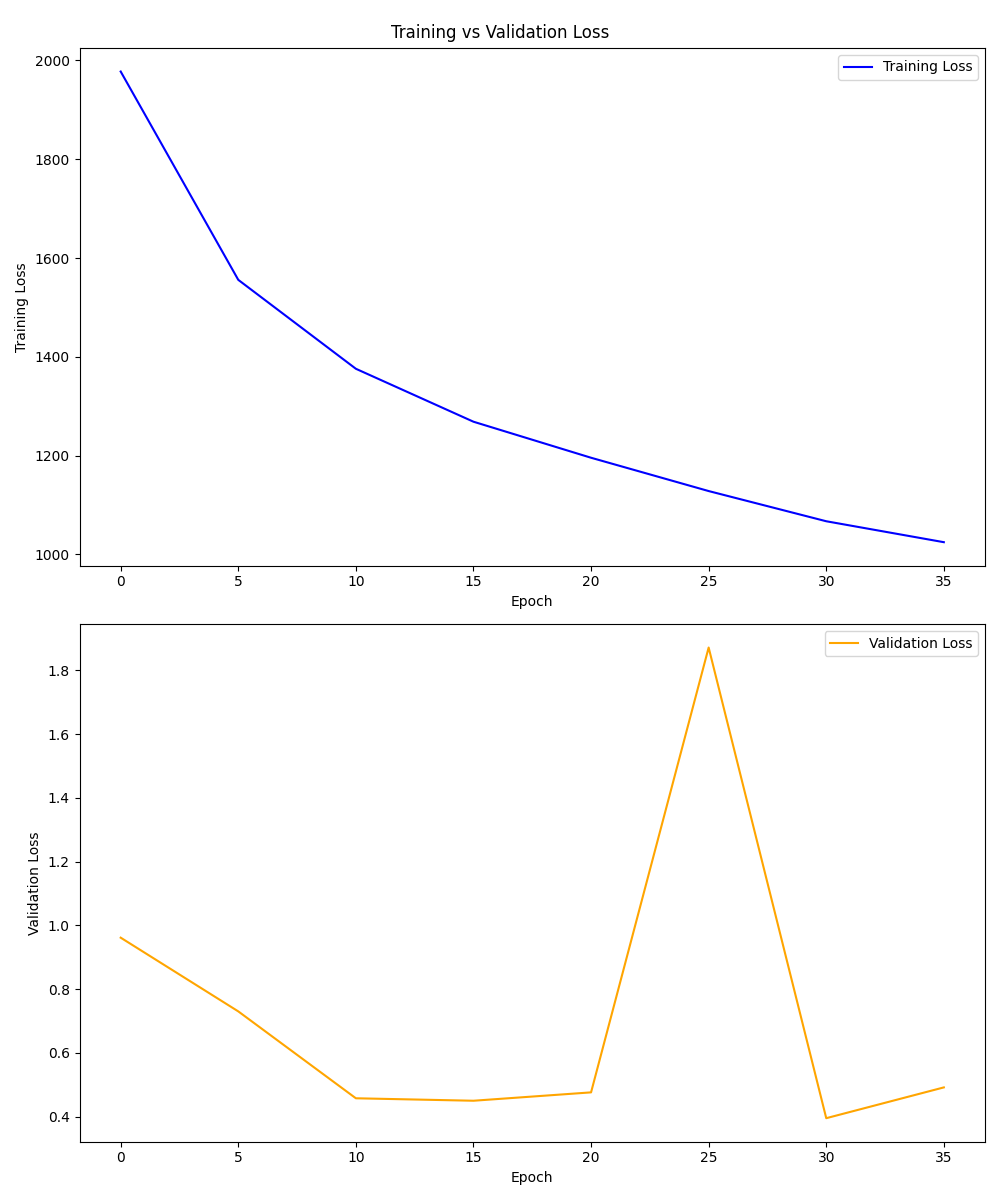 Training vs Validation Loss
2000
1800
1600
1400
1200
1000
Training Loss
Training Loss
0 5 10 15 20 25 30 35
Epoch
1.8
1.6
1.4
1.2
1.0
0.8
0.6
0.4
Validation Loss
Validation Loss
0 5 10 15 20 25 30 35
Epoch